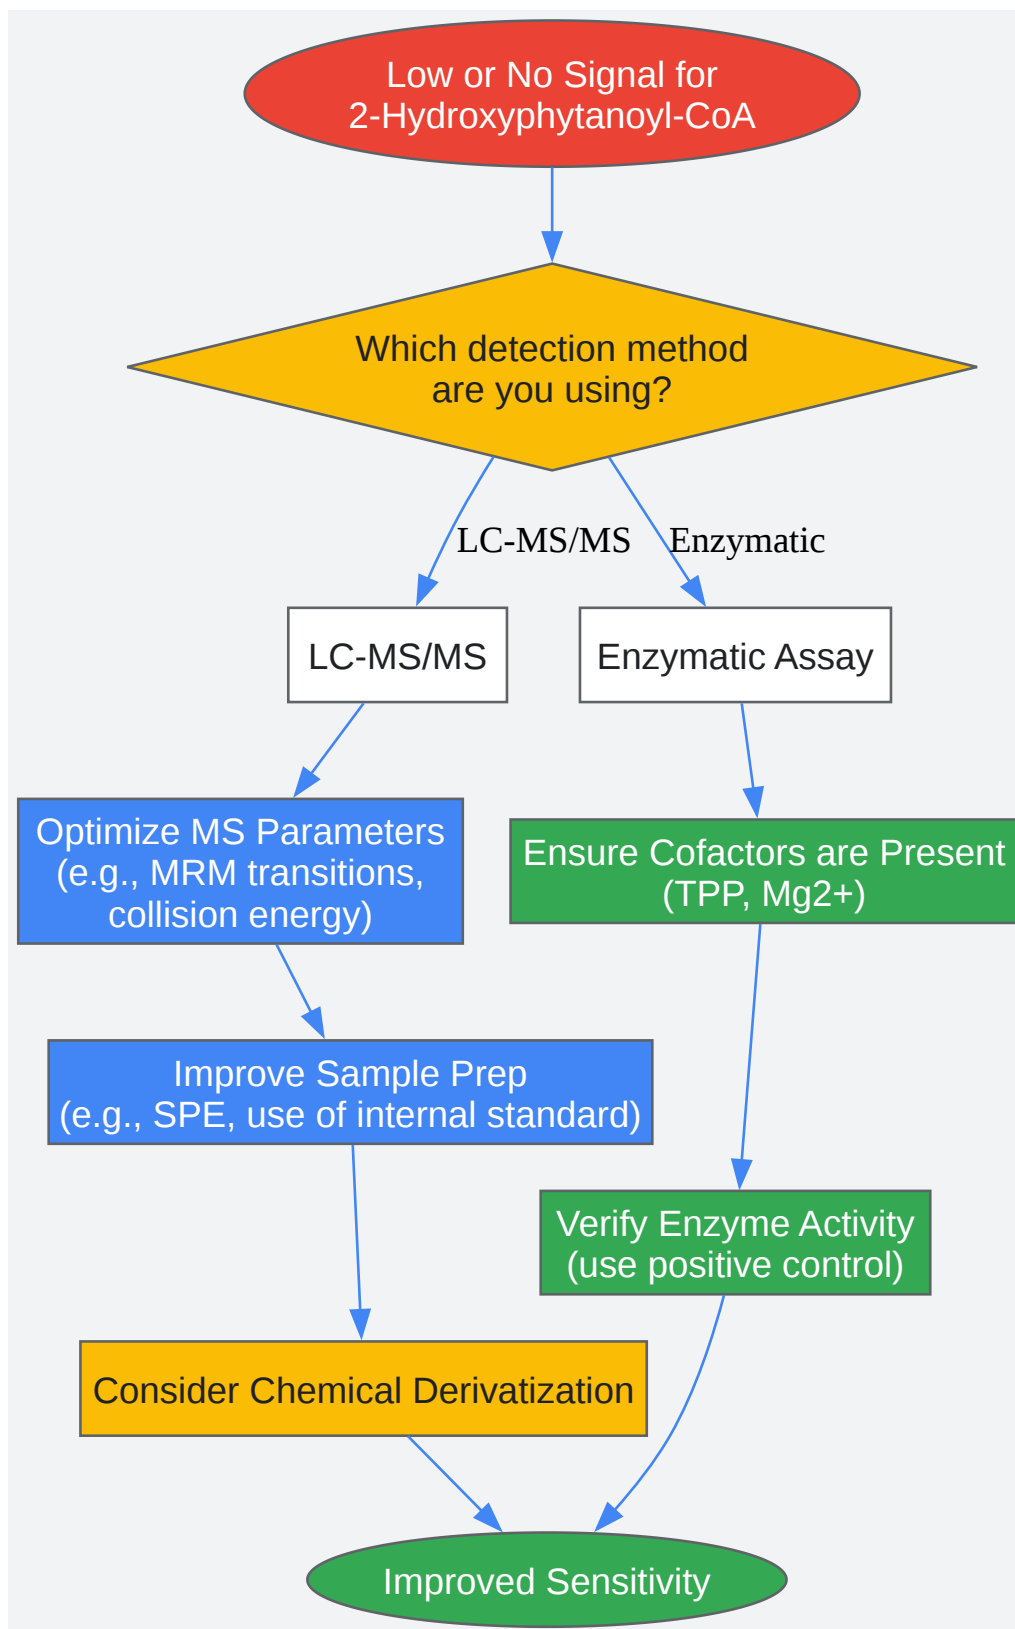 Low or No Signal for
2-Hydroxyphytanoyl-CoA
Which detection method
are you using?
LC-MS/MS
Enzymatic
LC-MS/MS
Enzymatic Assay
Optimize MS Parameters
(e.g., MRM transitions,
collision energy)
Ensure Cofactors are Present
(TPP, Mg2+)
Improve Sample Prep
(e.g., SPE, use of internal standard)
Verify Enzyme Activity
(use positive control)
Consider Chemical Derivatization
Improved Sensitivity